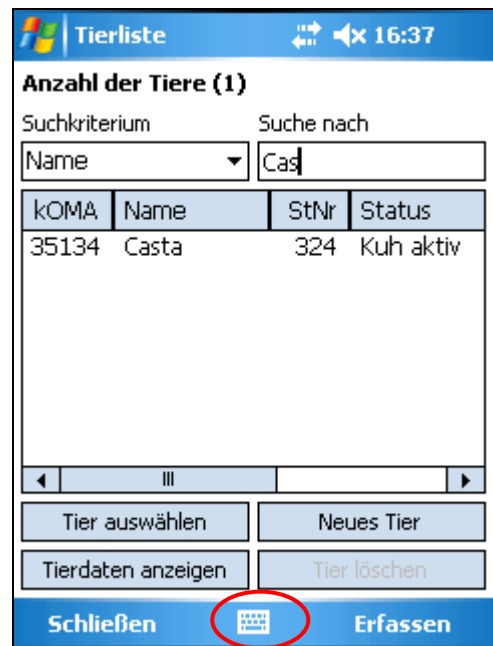 Tierliste 16:37
Anzahl der Tiere (1)
Suchkriterium Suche nach
Name Cas
kOMA Name StNr Status
35134 Casta 324 Kuh aktiv
Tier auswählen Neues Tier
Tierdaten anzeigen Tier löschen
Schließen Erfassen